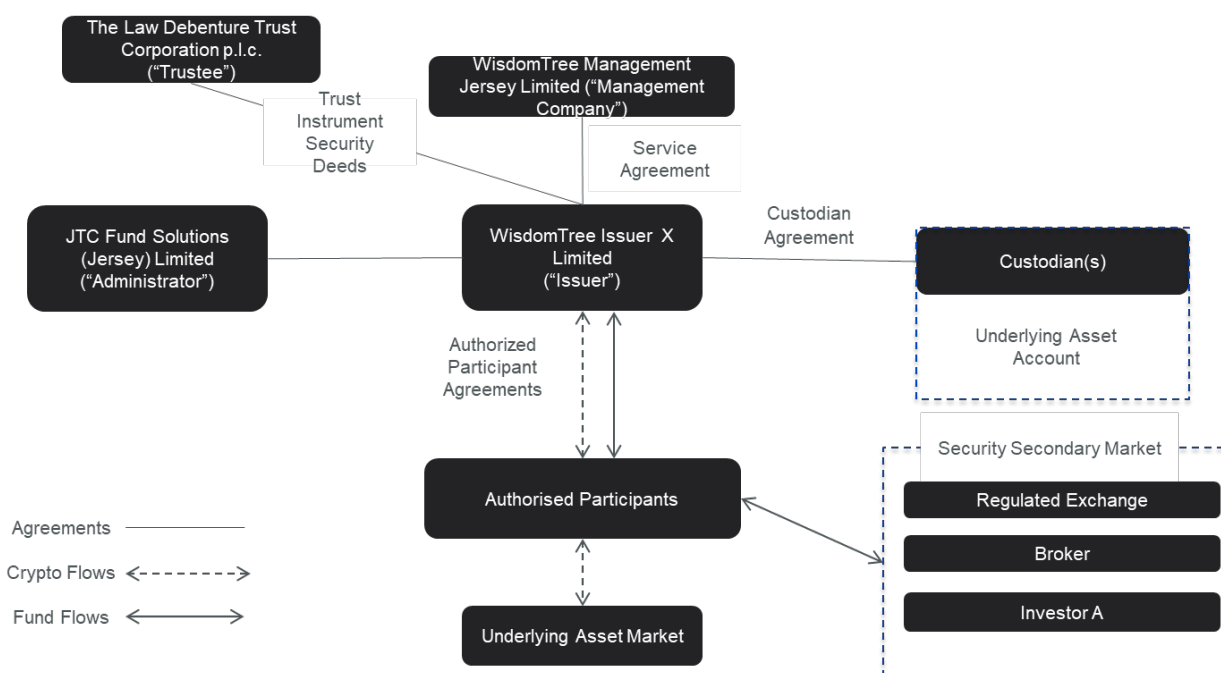 The Law Debenture Trust
Corporation p.l.c.
(“Trustee”)
WisdomTree Management
Jersey Limited (“Management
Company”)
Trust
Instrument
Security
Deeds
Service
Agreement
JTC Fund Solutions
(Jersey) Limited
(“Administrator”)
WisdomTree Issuer X
Limited
(“Issuer”)
Custodian
Agreement
Custodian(s)
Underlying Asset
Account
Authorized
Participant
Agreements
Security Secondary Market
Authorised Participants
Regulated Exchange
Broker
Investor A
Agreements
Crypto Flows
Fund Flows
Underlying Asset Market